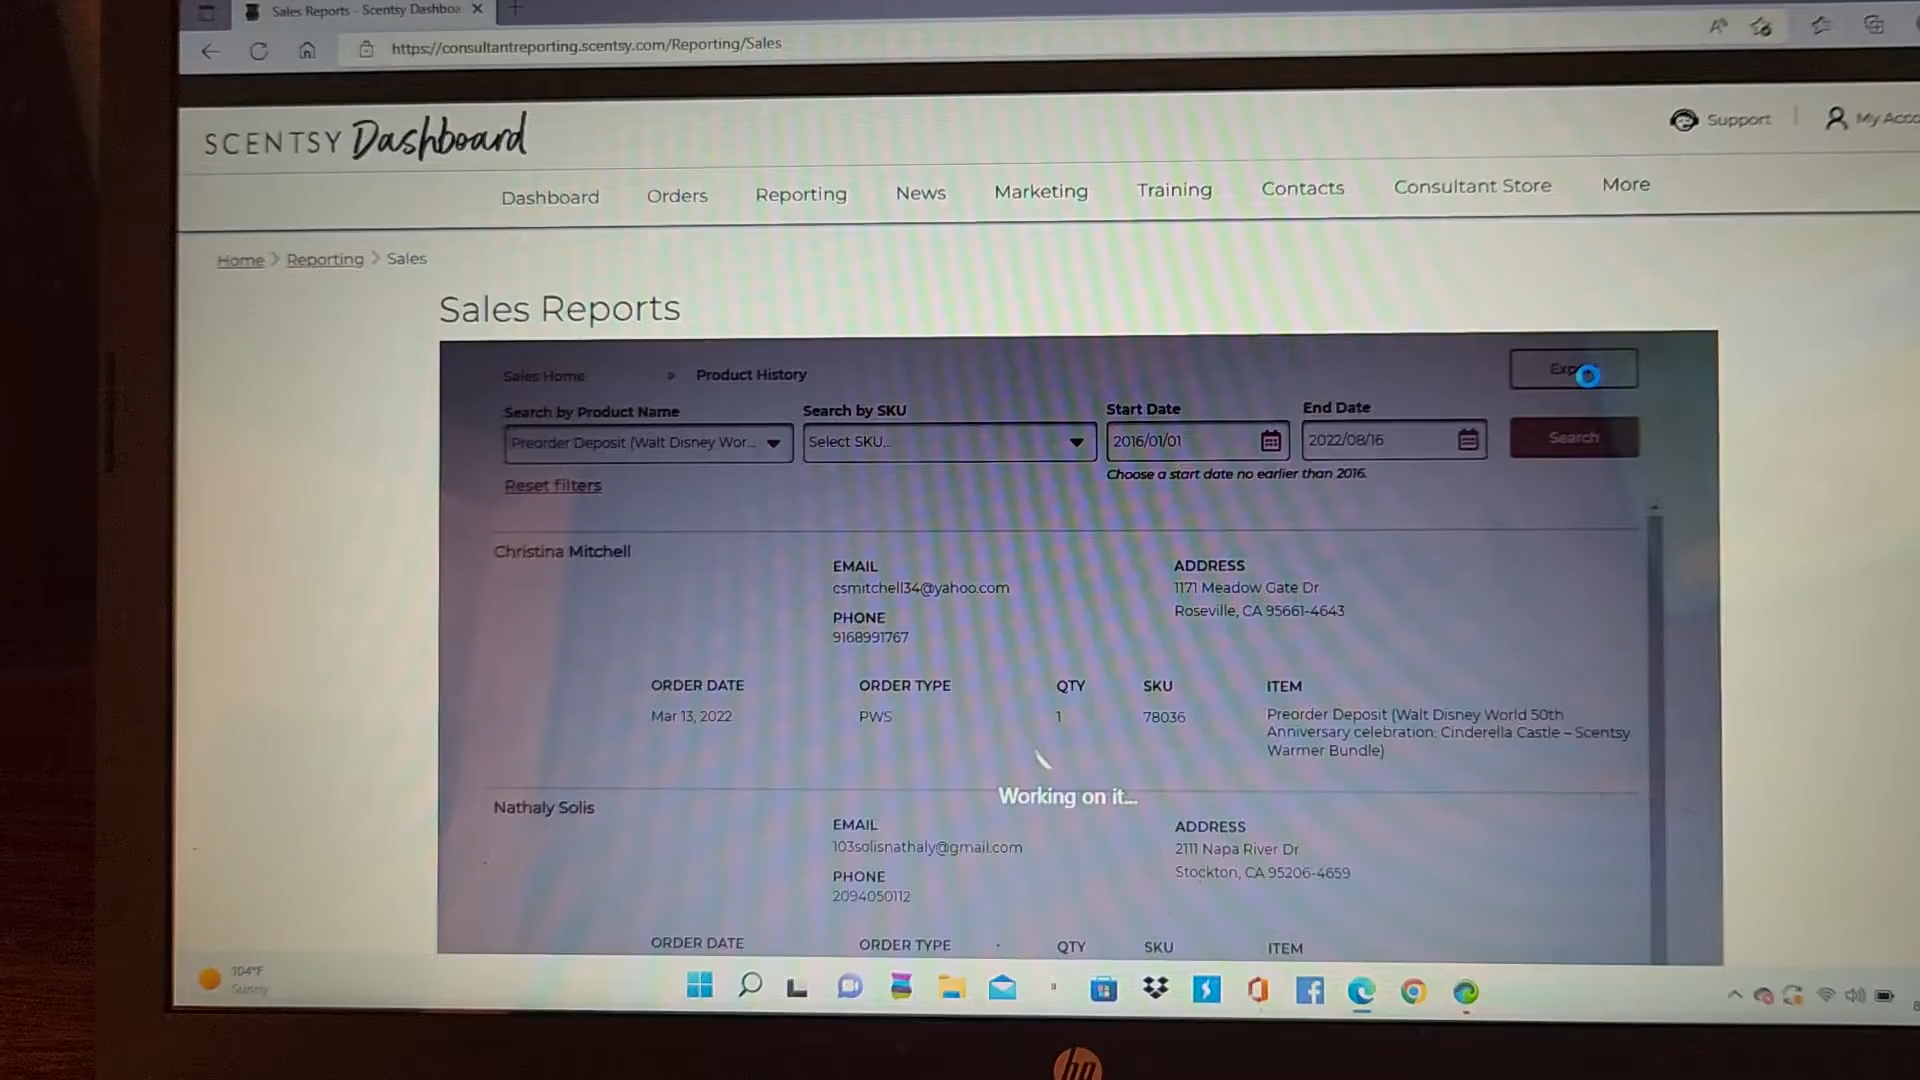 Sales Reports - Scentsy Dashboa
https://consultantreporting.scentsy.com/Reporting/Sales
SCENTSY Dashboard
Support
My Acco
Dashboard Orders Reporting News Marketing Training Contacts Consultant Store More
Home > Reporting > Sales
Sales Reports
Sales Home » Product History
Exp
Search by Product Name Search by SKU Start Date End Date
Preorder Deposit (Walt Disney Wor... Select SKU... 2016/01/01 2022/08/16 Search
Choose a start date no earlier than 2016.
Reset filters
Christina Mitchell
EMAIL ADDRESS
csmitchell34@yahoo.com 1171 Meadow Gate Dr
Roseville, CA 95661-4643
PHONE
9168991767
ORDER DATE ORDER TYPE QTY SKU ITEM
Mar 13, 2022 PWS 1 78036 Preorder Deposit (Walt Disney World 50th
Anniversary celebration: Cinderella Castle – Scentsy
Warmer Bundle)
Working on it...
Nathaly Solis
EMAIL ADDRESS
103solisnathaly@gmail.com 2111 Napa River Dr
Stockton, CA 95206-4659
PHONE
2094050112
ORDER DATE ORDER TYPE QTY SKU ITEM
104°F
Sunny
hp